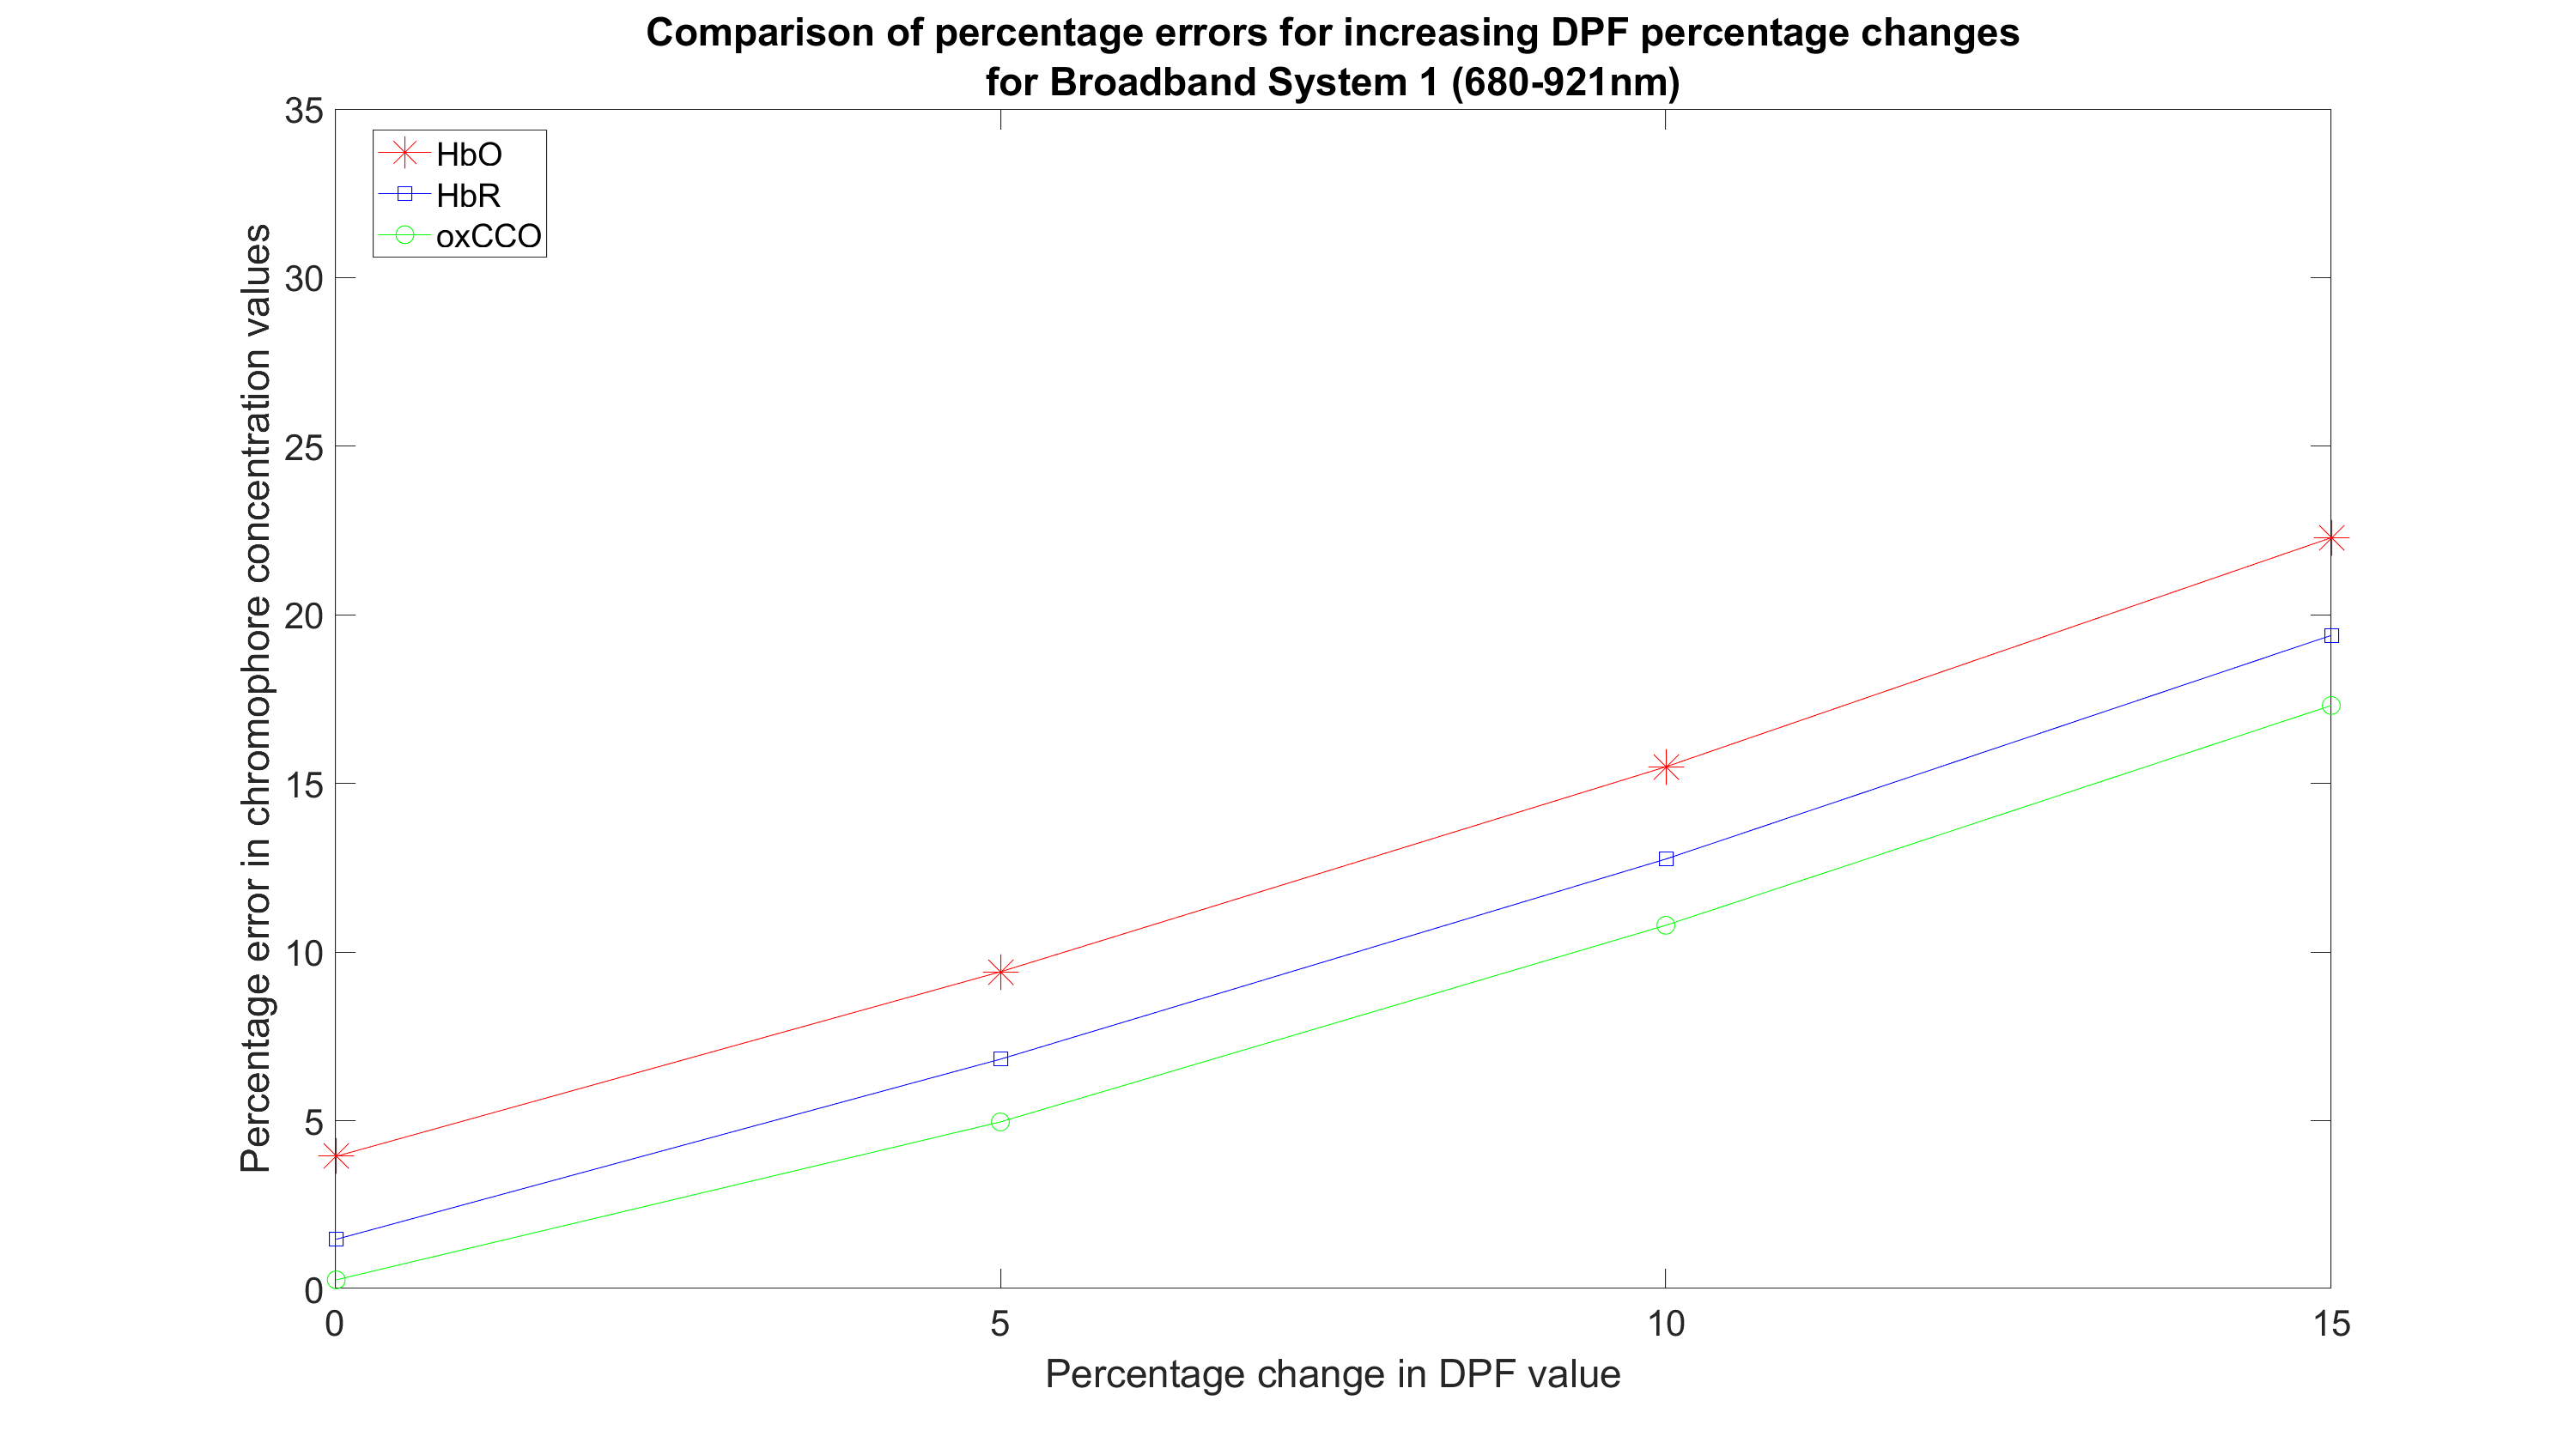 Comparison of percentage errors for increasing DPF percentage changes
for Broadband System 1 (680-921nm)
HbO
HbR
oxCCO
Percentage error in chromophore concentration values
35
30
25
20
15
10
5
0
0
5
10
15
Percentage change in DPF value